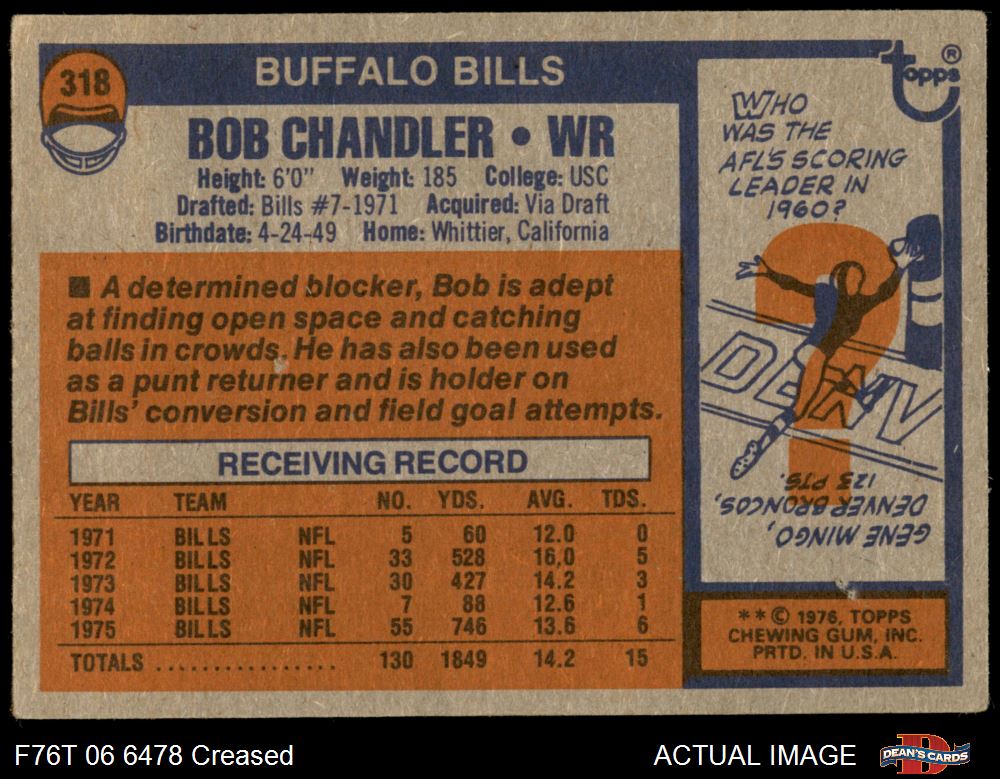 318
BUFFALO BILLS
BOB CHANDLER • WR
Height: 6'0" Weight: 185 College: USC
Drafted: Bills #7-1971 Acquired: Via Draft
Birthdate: 4-24-49 Home: Whittier, California
■ A determined blocker, Bob is adept
at finding open space and catching
balls in crowds. He has also been used
as a punt returner and is holder on
Bills' conversion and field goal attempts.
RECEIVING RECORD
YEAR TEAM NO. YDS. AVG. TDS.
1971 BILLS NFL 5 60 12.0 0
1972 BILLS NFL 33 528 16.0 5
1973 BILLS NFL 30 427 14.2 3
1974 BILLS NFL 7 88 12.6 1
1975 BILLS NFL 55 746 13.6 6
TOTALS ................. 130 1849 14.2 15
Topps ®
WHO
WAS THE
AFL'S SCORING
LEADER IN
1960?
DENV
GENE MINGO,
DENVER BRONCOS,
123 PTS.
* * © 1976, TOPPS
CHEWING GUM, INC.
PRTD. IN U.S.A.
F76T 06 6478 Creased
ACTUAL IMAGE
D
DEAN'S CARDS